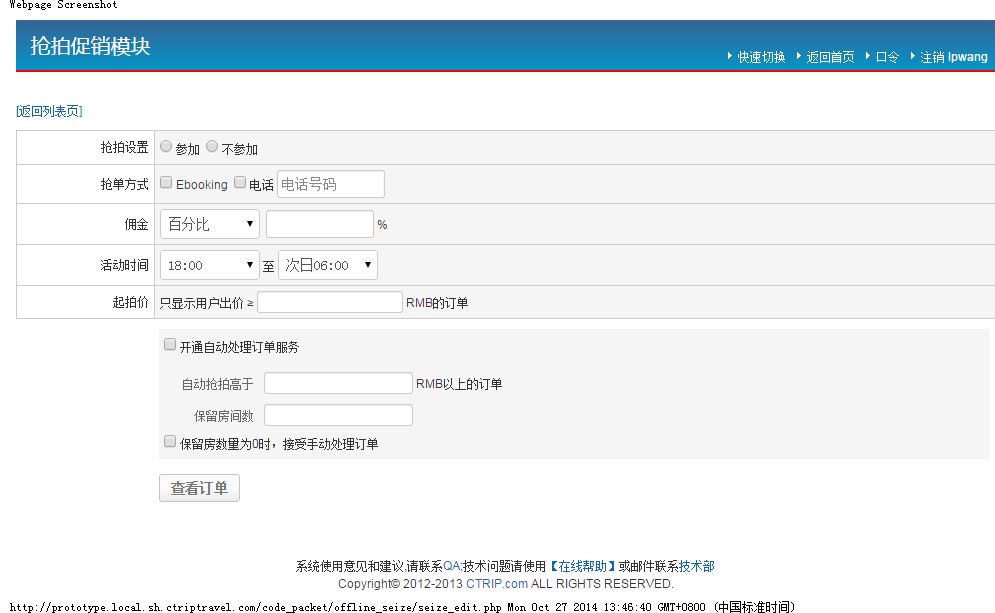 Webpage Screenshot
抢拍促销模块
快速切换 返回首页 口令 注销 lpwang
[返回列表页]
抢拍设置 参加 不参加
抢单方式 Ebooking 电话 电话号码
佣金 百分比 %
活动时间 18:00 至 次日06:00
起拍价 只显示用户出价 ≥ RMB的订单
开通自动处理订单服务
自动抢拍高于 RMB以上的订单
保留房间数
保留房数量为0时，接受手动处理订单
查看订单
系统使用意见和建议,请联系QA;技术问题请使用【在线帮助】或邮件联系技术部
Copyright© 2012-2013 CTRIP.com ALL RIGHTS RESERVED.
http://prototype.local.sh.ctriptravel.com/code_packet/offline_seize/seize_edit.php Mon Oct 27 2014 13:46:40 GMT+0800 (中国标准时间)